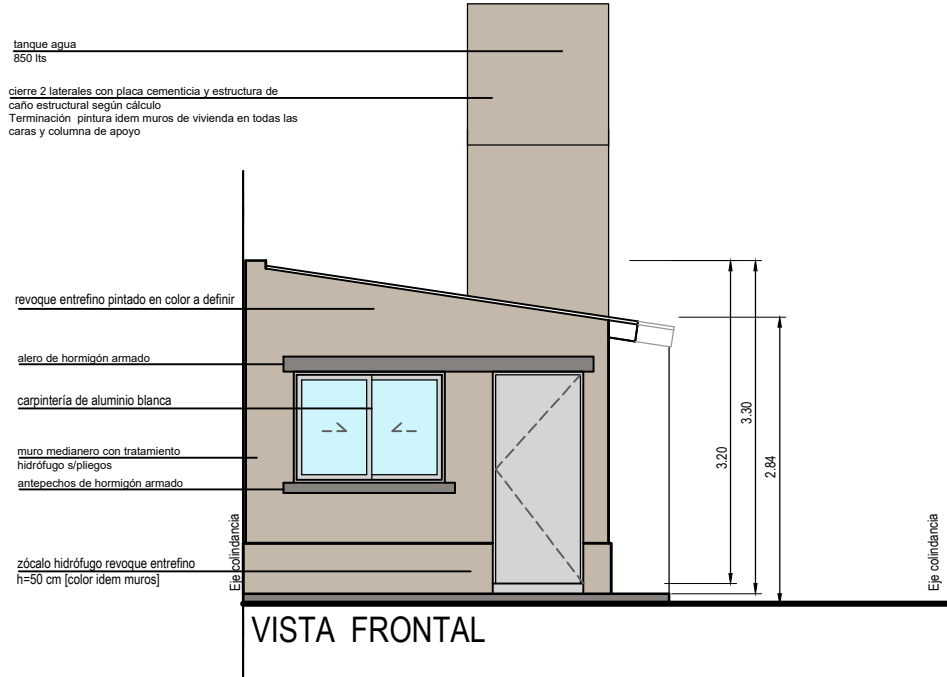 tanque agua
850 lts
cierre 2 laterales con placa cementicia y estructura de
caño estructural según cálculo
Terminación pintura idem muros de vivienda en todas las
caras y columna de apoyo
revoque entrefino pintado en color a definir
alero de hormigón armado
carpintería de aluminio blanca
muro medianero con tratamiento
hidrófugo s/pliegos
antepechos de hormigón armado
zócalo hidrófugo revoque entrefino
h=50 cm [color idem muros]
Eje colindancia
3.20
3.30
2.84
Eje colindancia
VISTA FRONTAL